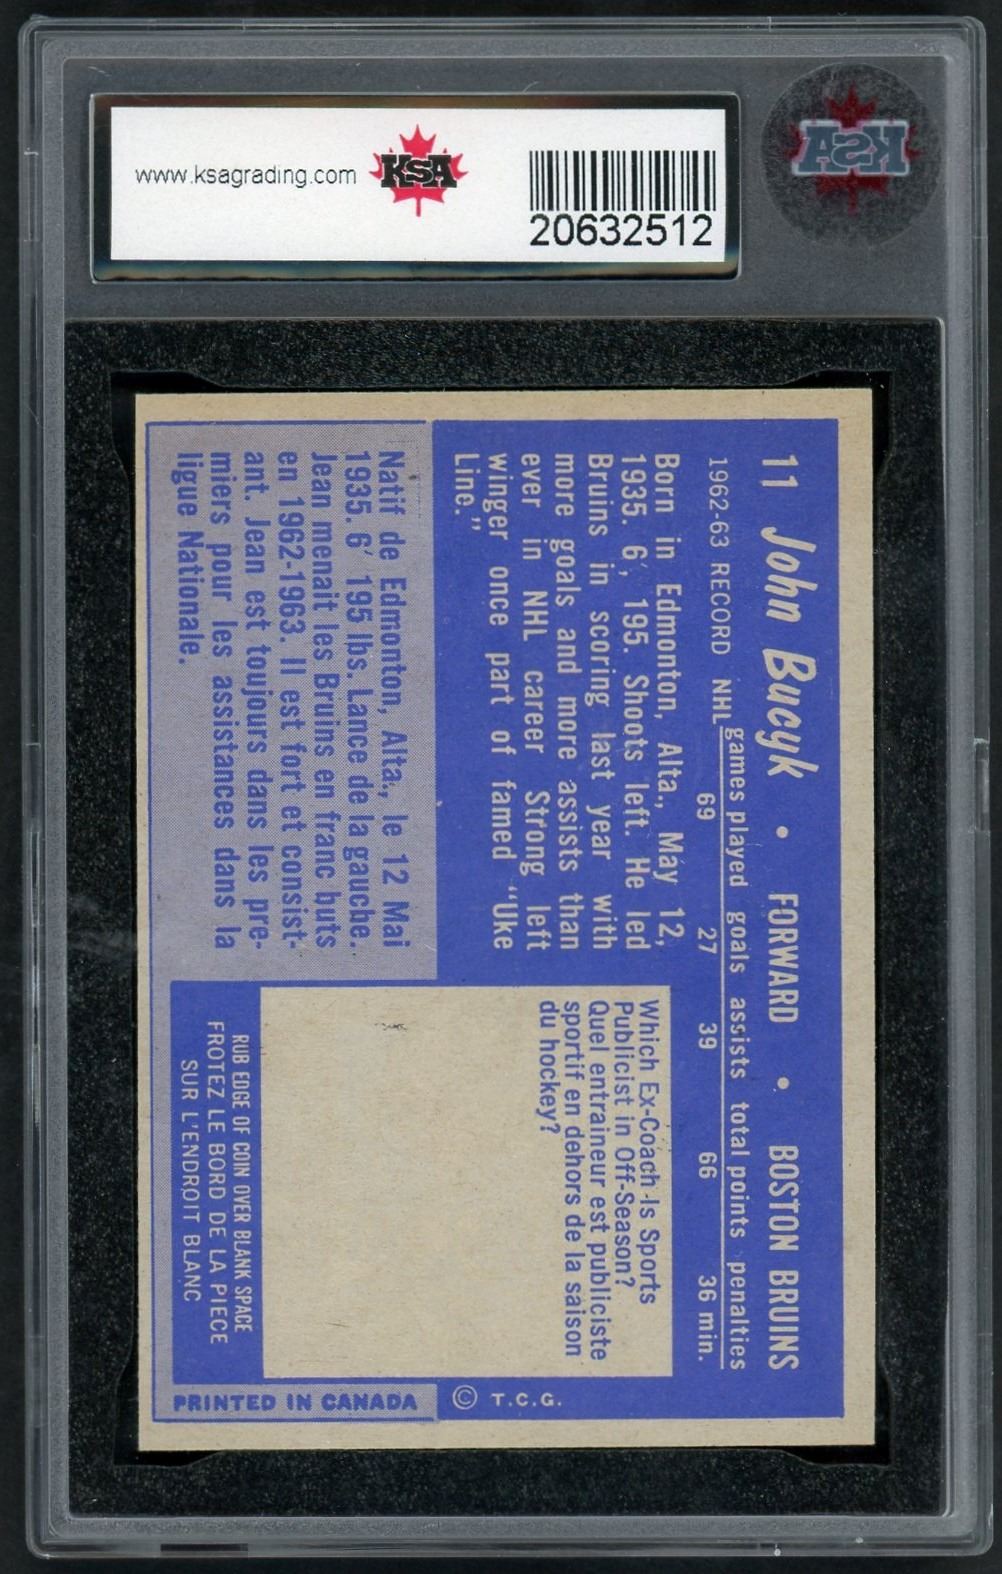 www.ksagrading.com
KSA
20632512
KSA
11 John Bucyk • FORWARD • BOSTON BRUINS
games played goals assists total points penalties
1962-63 RECORD NHL 69 27 39 66 36 min.
Born in Edmonton, Alta., May 12,
1935. 6', 195. Shoots left. He led
Bruins in scoring last year with
more goals and more assists than
ever in NHL career Strong left
winger once part of famed "Uke
Line."
Natif de Edmonton, Alta., le 12 Mai
1935. 6' 195 lbs. Lance de la gauche.
Jean menait les Bruins en franc buts
en 1962-1963. Il est fort et consist-
ant. Jean est toujours dans les pre-
miers pour les assistances dans la
ligue Nationale.
Which Ex-Coach Is Sports
Publicist in Off-Season?
Quel entraineur est publiciste
sportif en dehors de la saison
du hockey?
RUB EDGE OF COIN OVER BLANK SPACE
FROTEZ LE BORD DE LA PIECE
SUR L'ENDROIT BLANC
© T.C.G.
PRINTED IN CANADA